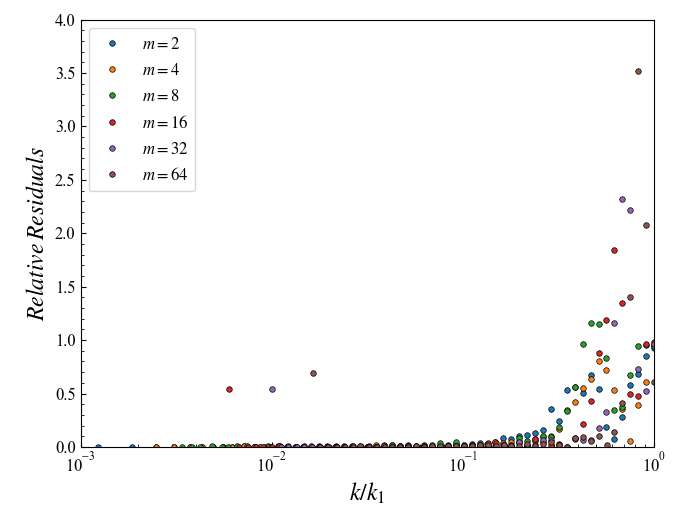 4.0
3.5
3.0
2.5
2.0
1.5
1.0
0.5
0.0
Relative Residuals
m = 2
m = 4
m = 8
m = 16
m = 32
m = 64
10⁻³
10⁻²
10⁻¹
10⁰
k/k₁